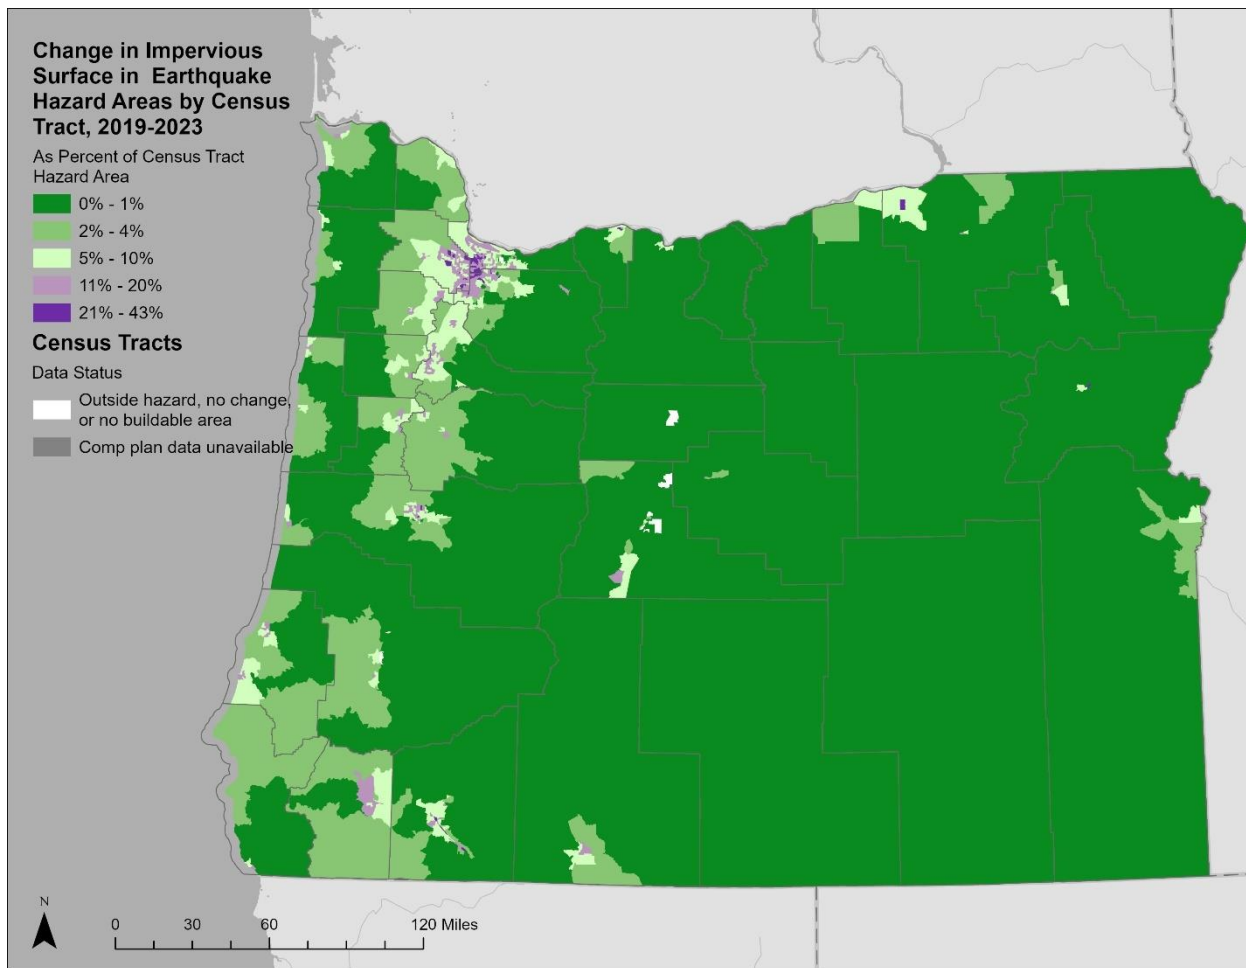 Change in Impervious
Surface in  Earthquake
Hazard Areas by Census
Tract, 2019-2023
As Percent of Census Tract
Hazard Area
0% - 1%
2% - 4%
5% - 10%
11% - 20%
21% - 43%
Census Tracts
Data Status
Outside hazard, no change,
or no buildable area
Comp plan data unavailable
N
0 30 60 120 Miles